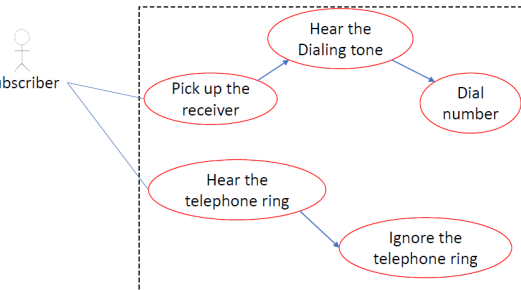 Hear the
Dialing tone
ubscriber
Pick up the
receiver
Dial
number
Hear the
telephone ring
Ignore the
telephone ring